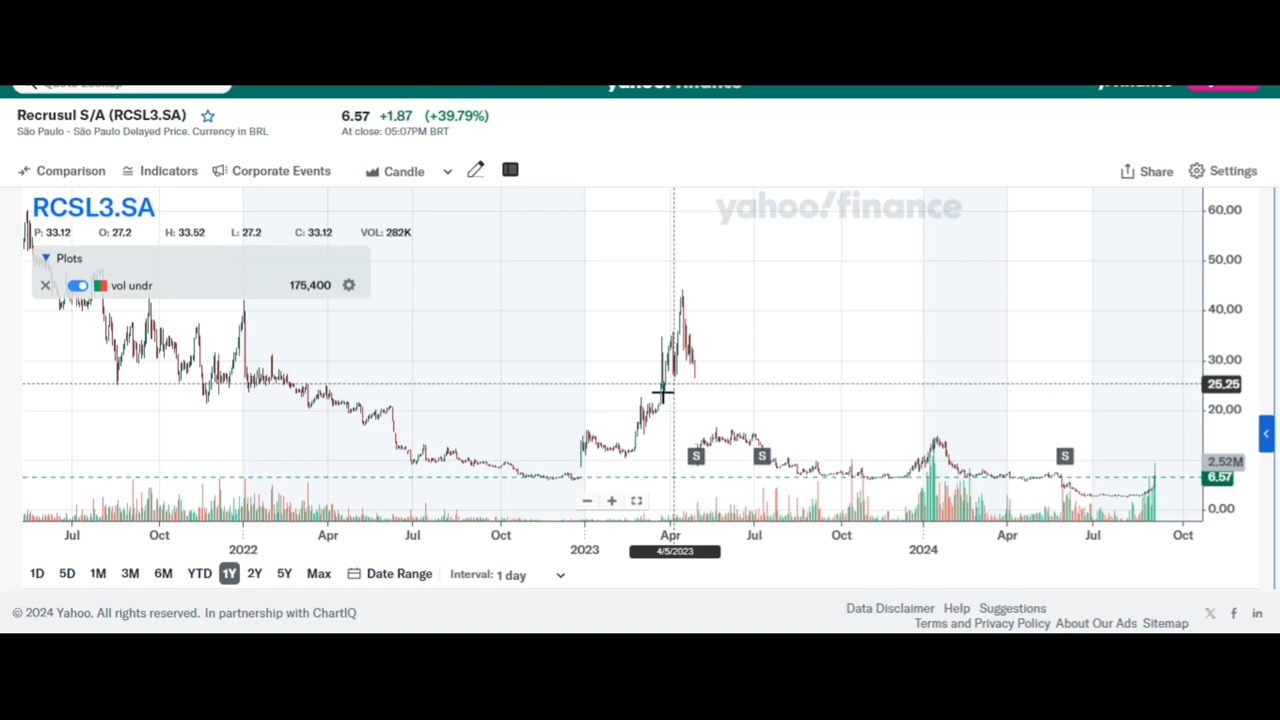 Quote Lookup
yahoo! finance
Recrusul S/A (RCSL3.SA)
6.57 +1.87 (+39.79%)
São Paulo - São Paulo Delayed Price. Currency in BRL
At close: 05:07PM BRT
Comparison Indicators Corporate Events Candle
Share Settings
RCSL3.SA
yahoo!finance
P: 33.12 O: 27.2 H: 33.52 L: 27.2 C: 33.12 VOL: 282K
Plots
vol undr 175,400
60,00
50,00
40,00
30,00
25,25
20,00
S S S
2,52M
6.57
0,00
Jul Oct 2022 Apr Jul Oct 2023 Apr Jul Oct 2024 Apr Jul Oct
4/5/2023
1D 5D 1M 3M 6M YTD 1Y 2Y 5Y Max Date Range Interval: 1 day
© 2024 Yahoo. All rights reserved. In partnership with ChartIQ
Data Disclaimer Help Suggestions
Terms and Privacy Policy About Our Ads Sitemap